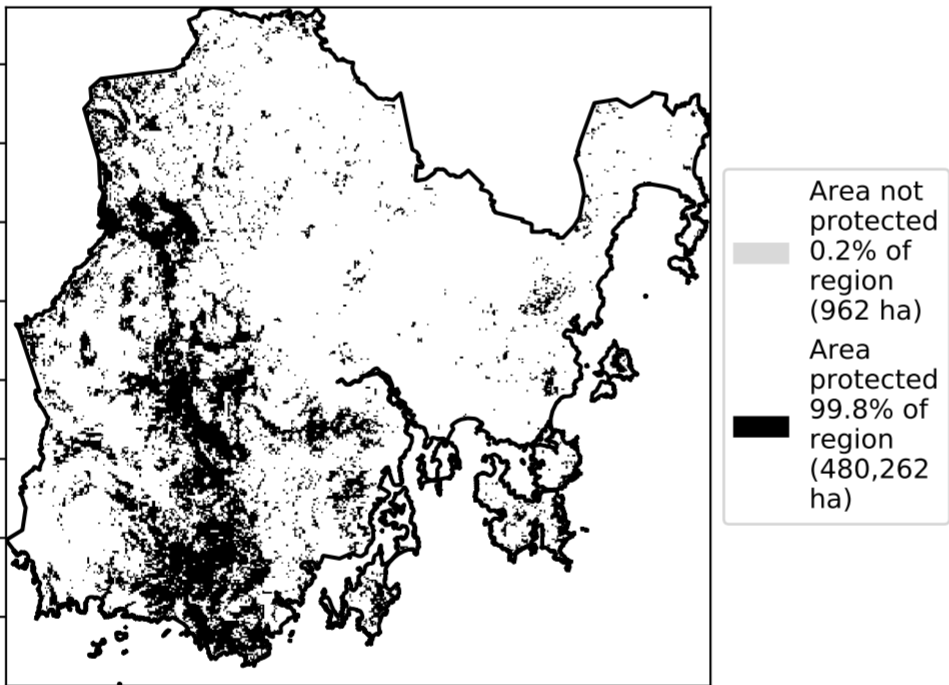 Area not
protected
0.2% of
region
(962 ha)
Area
protected
99.8% of
region
(480,262
ha)